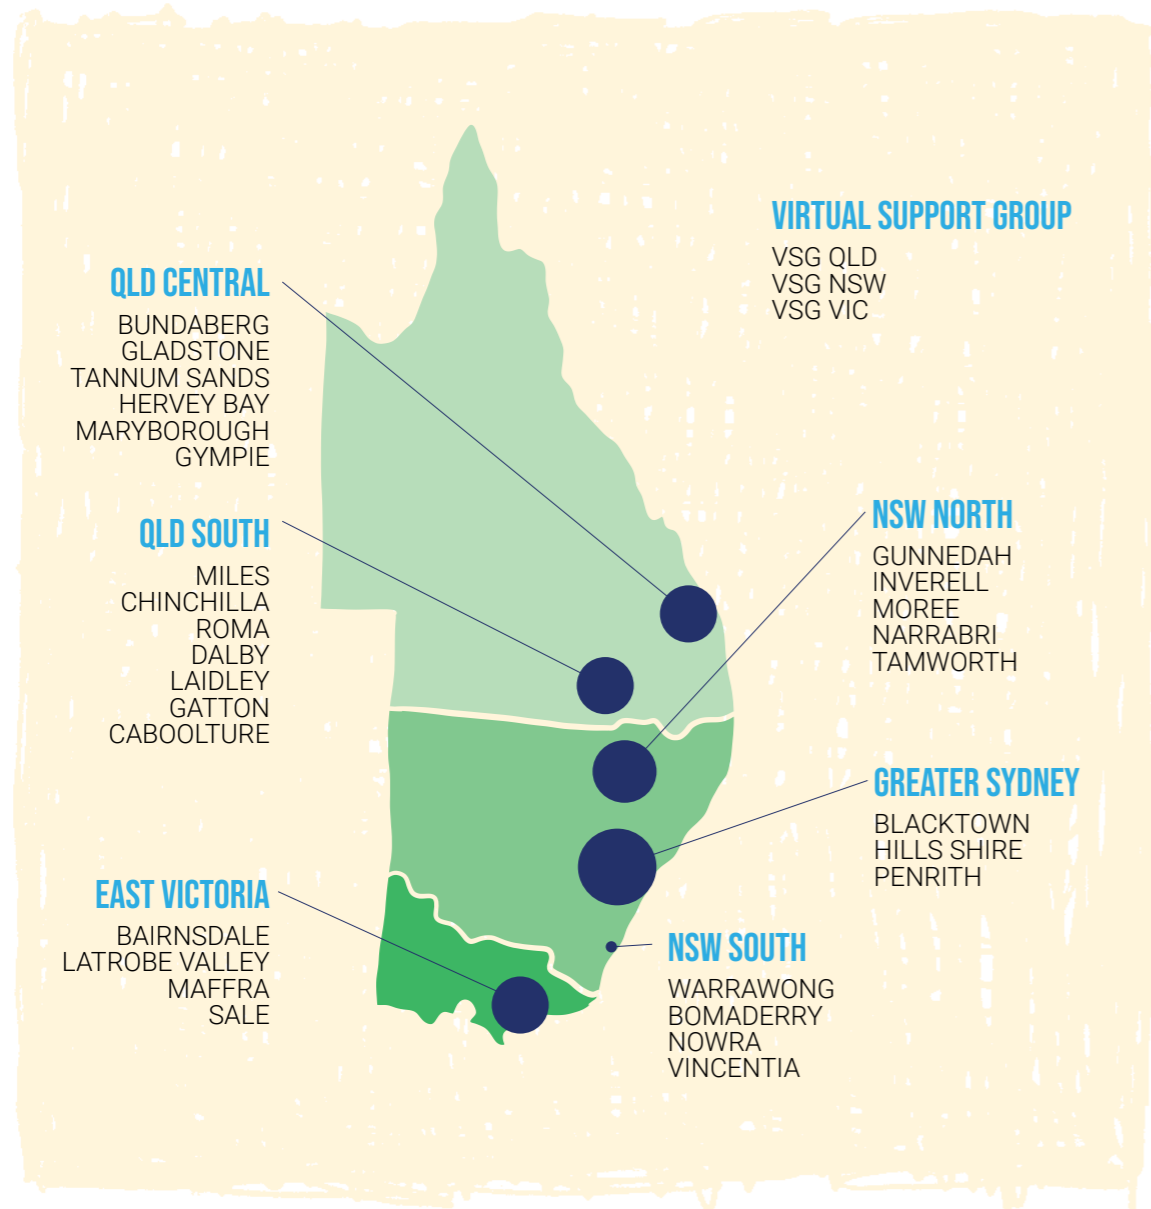 VIRTUAL SUPPORT GROUP
VSG QLD
VSG NSW
VSG VIC
QLD CENTRAL
BUNDABERG
GLADSTONE
TANNUM SANDS
HERVEY BAY
MARYBOROUGH
GYMPIE
QLD SOUTH
MILES
CHINCHILLA
ROMA
DALBY
LAIDLEY
GATTON
CABOOLTURE
NSW NORTH
GUNNEDAH
INVERELL
MOREE
NARRABRI
TAMWORTH
GREATER SYDNEY
BLACKTOWN
HILLS SHIRE
PENRITH
EAST VICTORIA
BAIRNSDALE
LATROBE VALLEY
MAFFRA
SALE
NSW SOUTH
WARRAWONG
BOMADERRY
NOWRA
VINCENTIA